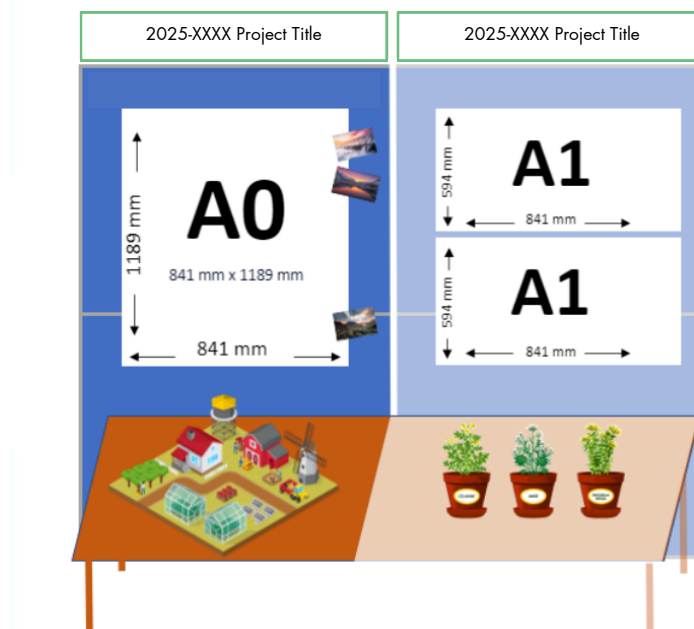 2025-XXXX Project Title
2025-XXXX Project Title
A0
1189 mm
841 mm x 1189 mm
841 mm
A1
594 mm
841 mm
A1
594 mm
841 mm